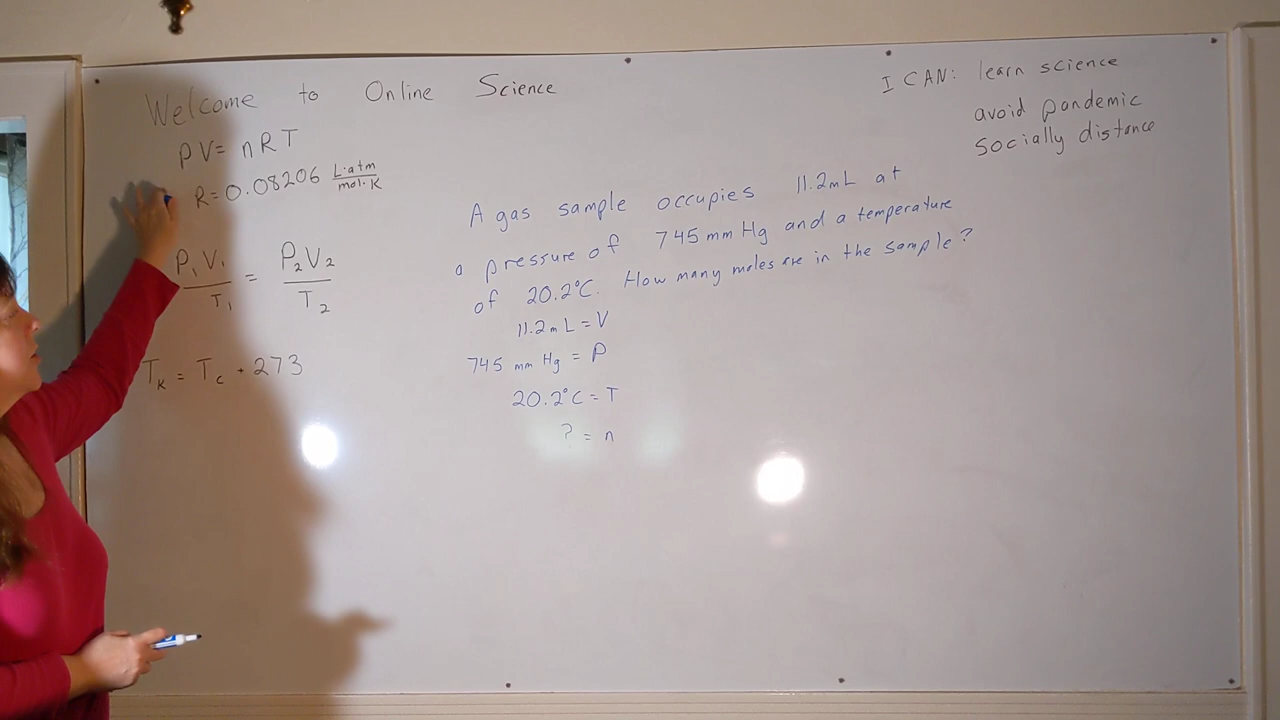 Welcome to Online Science
PV = nRT
R = 0.08206 L·atm/mol·K
P₁V₁/T₁ = P₂V₂/T₂
T_K = T_C + 273
I CAN: learn science
avoid pandemic
socially distance
A gas sample occupies 11.2mL at
a pressure of 745 mm Hg and a temperature
of 20.2°C. How many moles are in the sample?
11.2mL = V
745 mm Hg = P
20.2°C = T
? = n